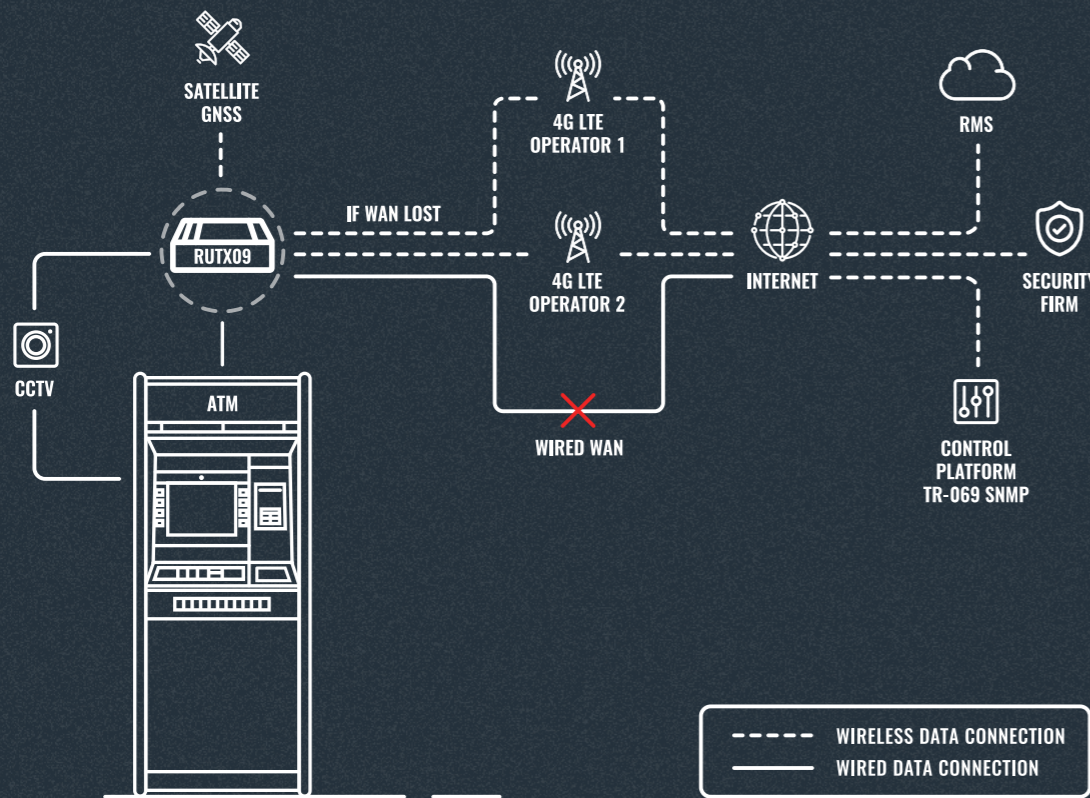 SATELLITE
GNSS
4G LTE
OPERATOR 1
RMS
IF WAN LOST
RUTX09
4G LTE
OPERATOR 2
INTERNET
SECURITY
FIRM
CCTV
ATM
WIRED WAN
CONTROL
PLATFORM
TR-069 SNMP
WIRELESS DATA CONNECTION
WIRED DATA CONNECTION